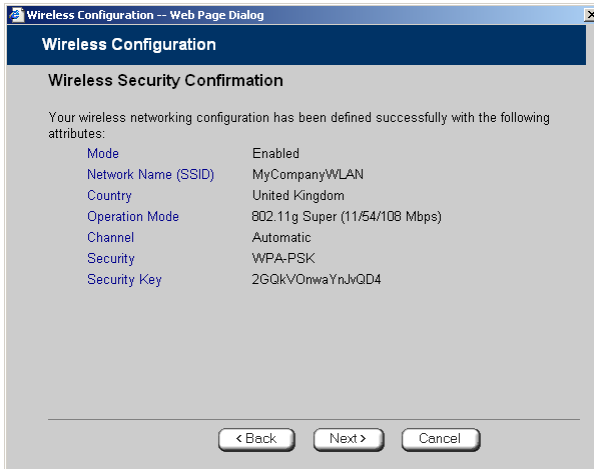 Wireless Configuration -- Web Page Dialog
Wireless Configuration
Wireless Security Confirmation
Your wireless networking configuration has been defined successfully with the following
attributes:
Mode Enabled
Network Name (SSID) MyCompanyWLAN
Country United Kingdom
Operation Mode 802.11g Super (11/54/108 Mbps)
Channel Automatic
Security WPA-PSK
Security Key 2GQkVOnwaYnJvQD4
< Back Next > Cancel